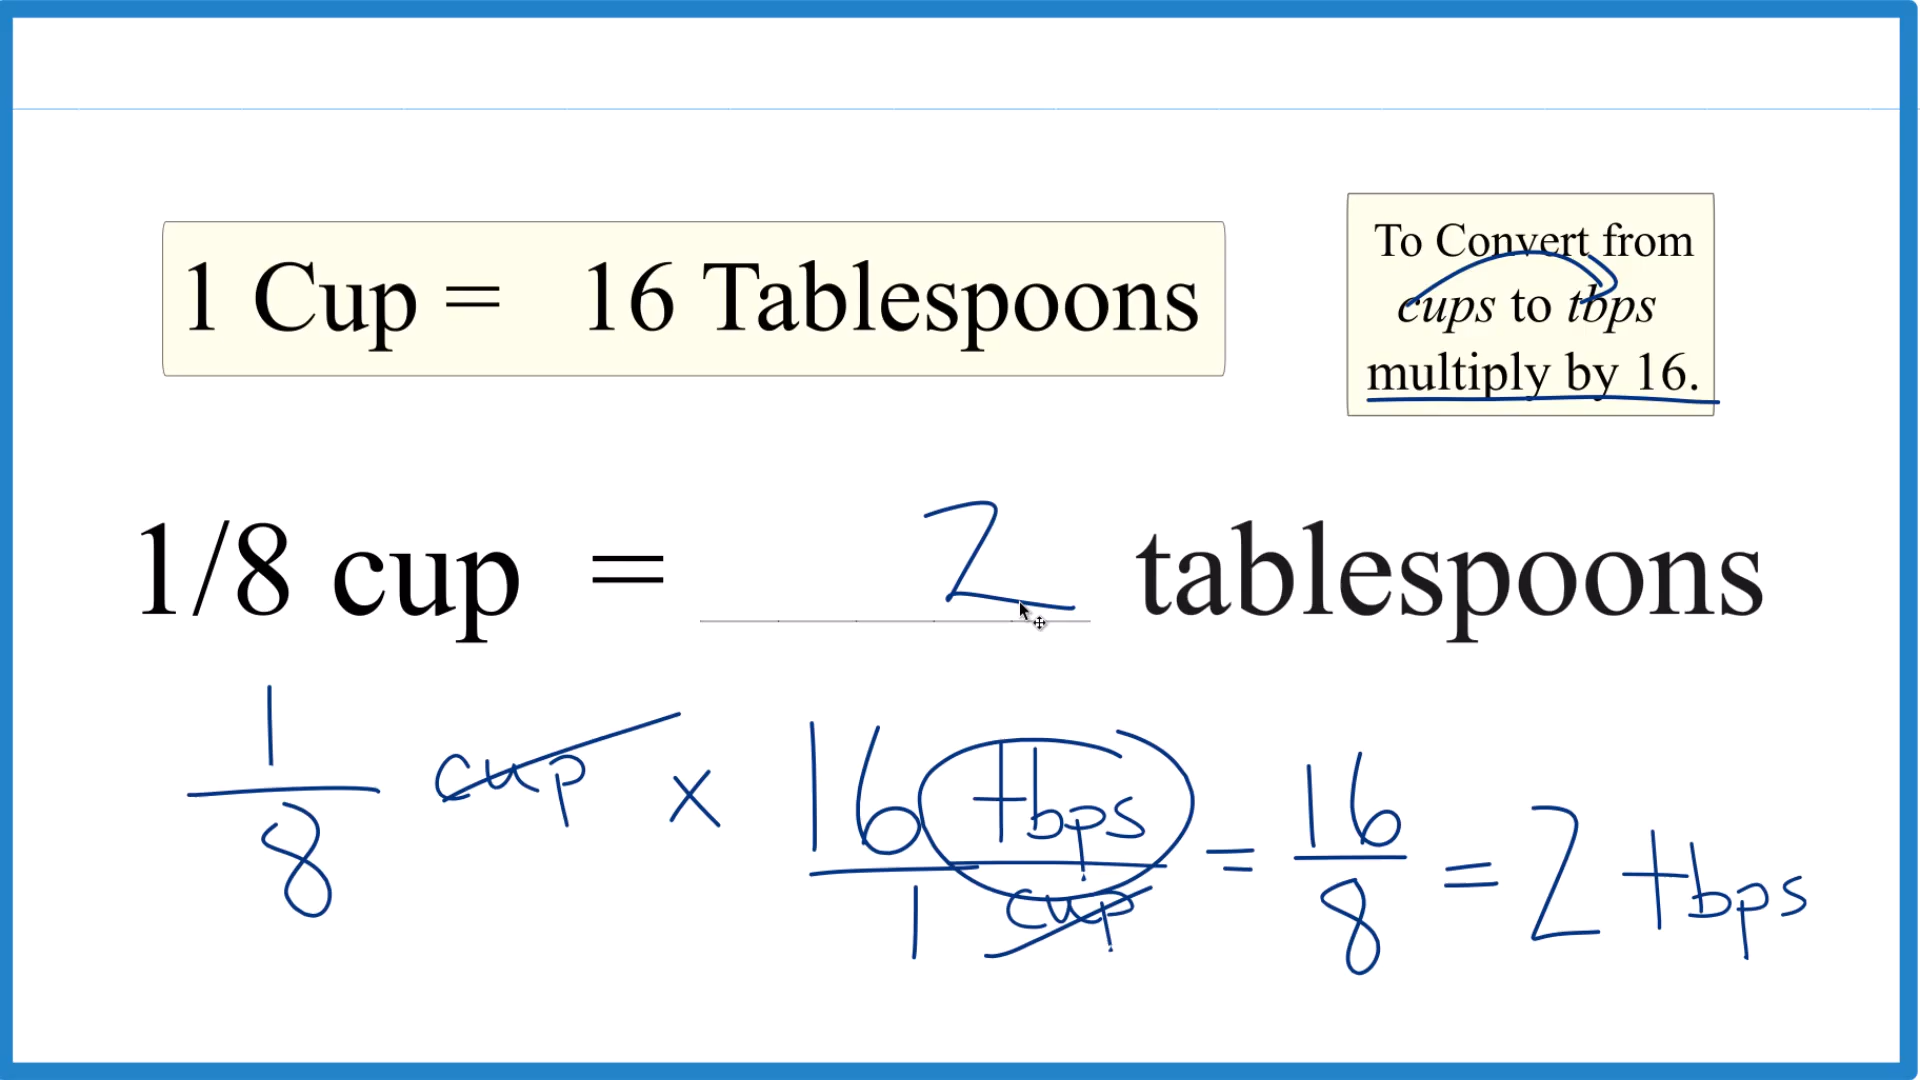 1 Cup = 16 Tablespoons
To Convert from
cups to tbps
multiply by 16.
1/8 cup = 2 tablespoons
1/8 cup x 16 tbps/1 cup = 16/8 = 2 tbps